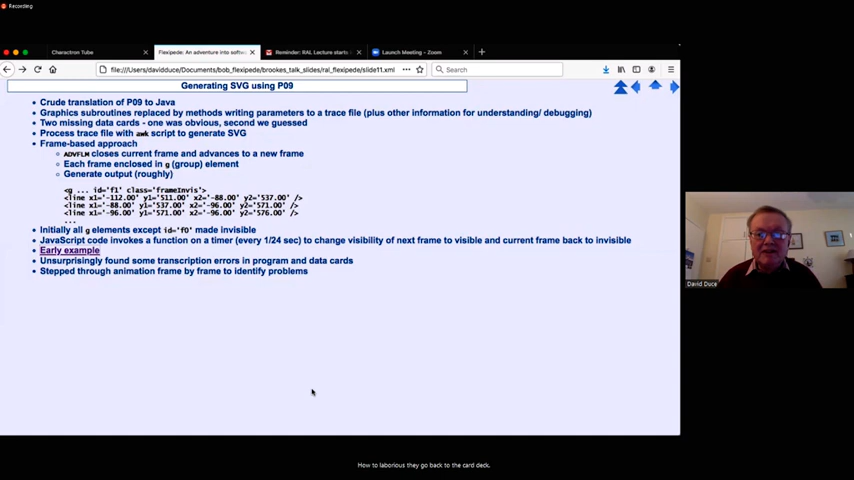 Recording
Charactron Tube
Flexipede: An adventure into softw
Reminder: RAL Lecture starts
Launch Meeting - Zoom
file:///Users/davidduce/Documents/bob_flexipede/brookes_talk_slides/ral_flexipede/slide11.xml
Search
Generating SVG using P09
Crude translation of P09 to Java
Graphics subroutines replaced by methods writing parameters to a trace file (plus other information for understanding/ debugging)
Two missing data cards - one was obvious, second we guessed
Process trace file with awk script to generate SVG
Frame-based approach
ADVFLM closes current frame and advances to a new frame
Each frame enclosed in g (group) element
Generate output (roughly)
<g ... id='f1' class='frameInvis'>
<line x1='-112.00' y1='511.00' x2='-88.00' y2='537.00' />
<line x1='-88.00' y1='537.00' x2='-96.00' y2='571.00' />
<line x1='-96.00' y1='571.00' x2='-96.00' y2='576.00' />
...
Initially all g elements except id='f0' made invisible
JavaScript code invokes a function on a timer (every 1/24 sec) to change visibility of next frame to visible and current frame back to invisible
Early example
Unsurprisingly found some transcription errors in program and data cards
Stepped through animation frame by frame to identify problems
David Duce
How to laborious they go back to the card deck.